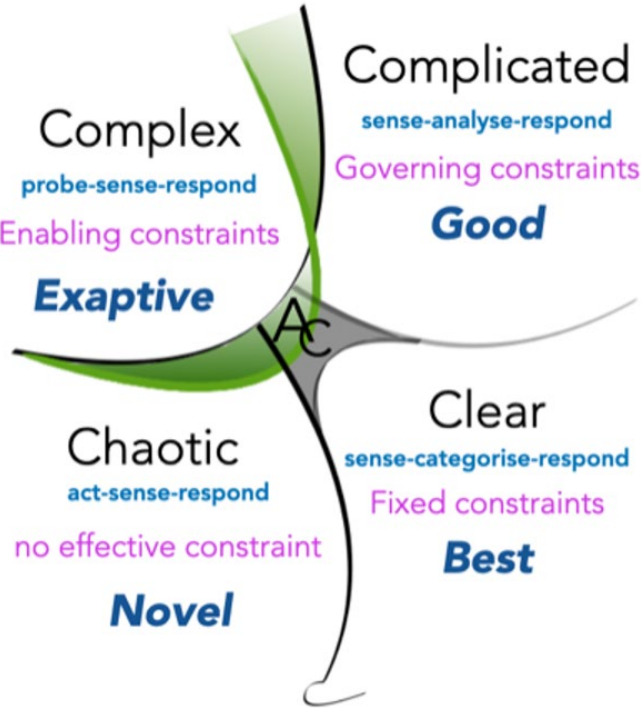 Complex
probe-sense-respond
Enabling constraints
Exaptive
Complicated
sense-analyse-respond
Governing constraints
Good
A
C
Chaotic
act-sense-respond
no effective constraint
Novel
Clear
sense-categorise-respond
Fixed constraints
Best